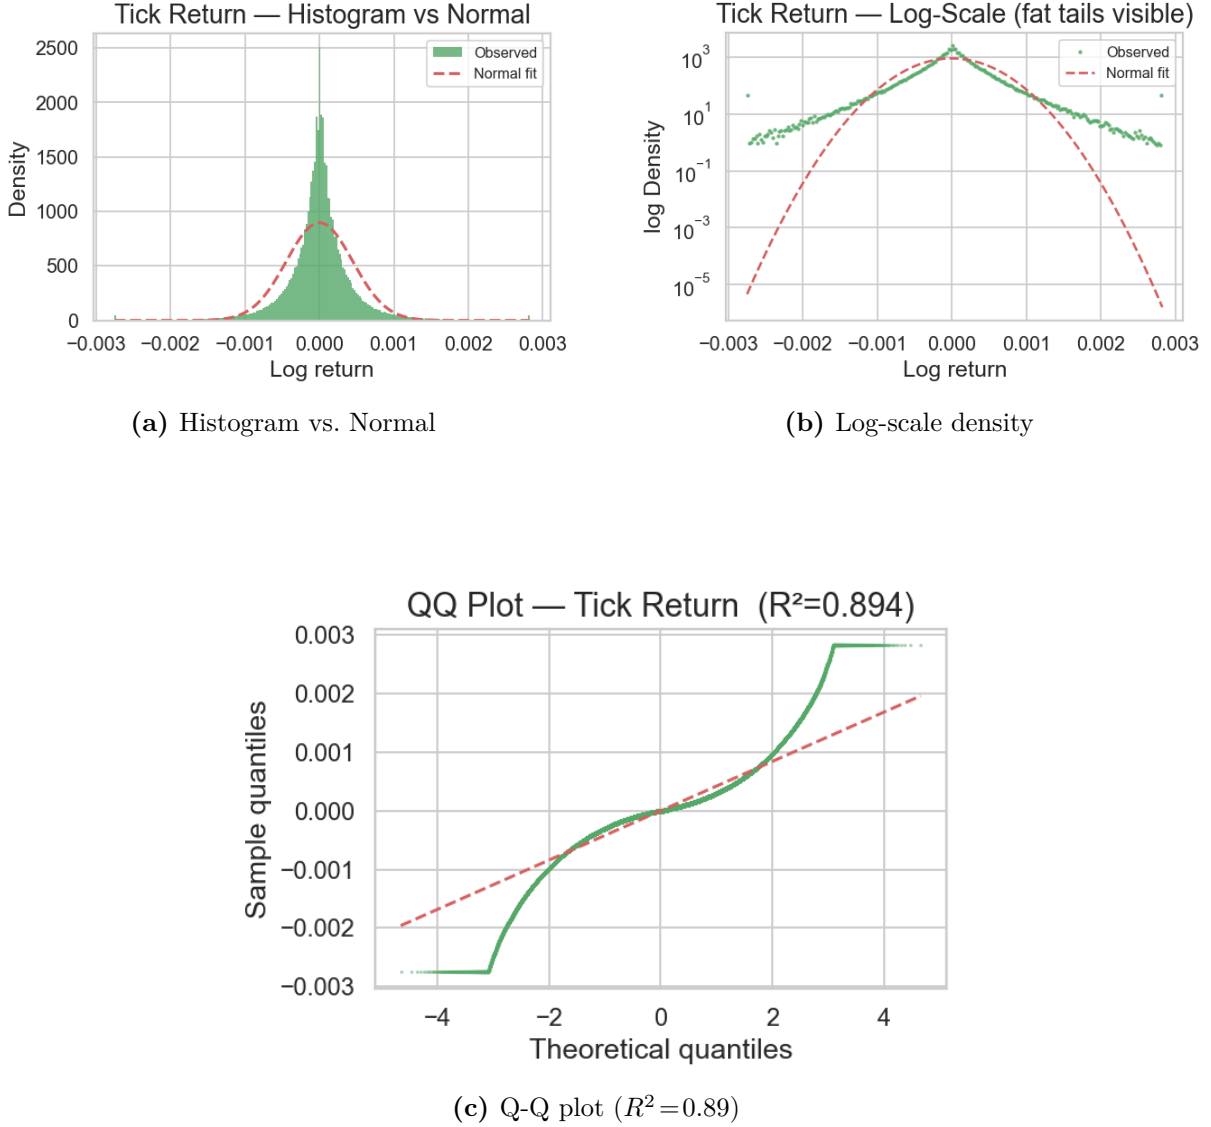 Tick Return — Histogram vs Normal
2500
2000
1500
1000
500
0
Density
Observed
Normal fit
−0.003 −0.002 −0.001 0.000 0.001 0.002 0.003
Log return
(a) Histogram vs. Normal
Tick Return — Log-Scale (fat tails visible)
10³
10¹
10⁻¹
10⁻³
10⁻⁵
log Density
Observed
Normal fit
−0.003 −0.002 −0.001 0.000 0.001 0.002 0.003
Log return
(b) Log-scale density
QQ Plot — Tick Return (R²=0.894)
0.003
0.002
0.001
0.000
−0.001
−0.002
−0.003
Sample quantiles
−4 −2 0 2 4
Theoretical quantiles
(c) Q-Q plot (R² = 0.89)